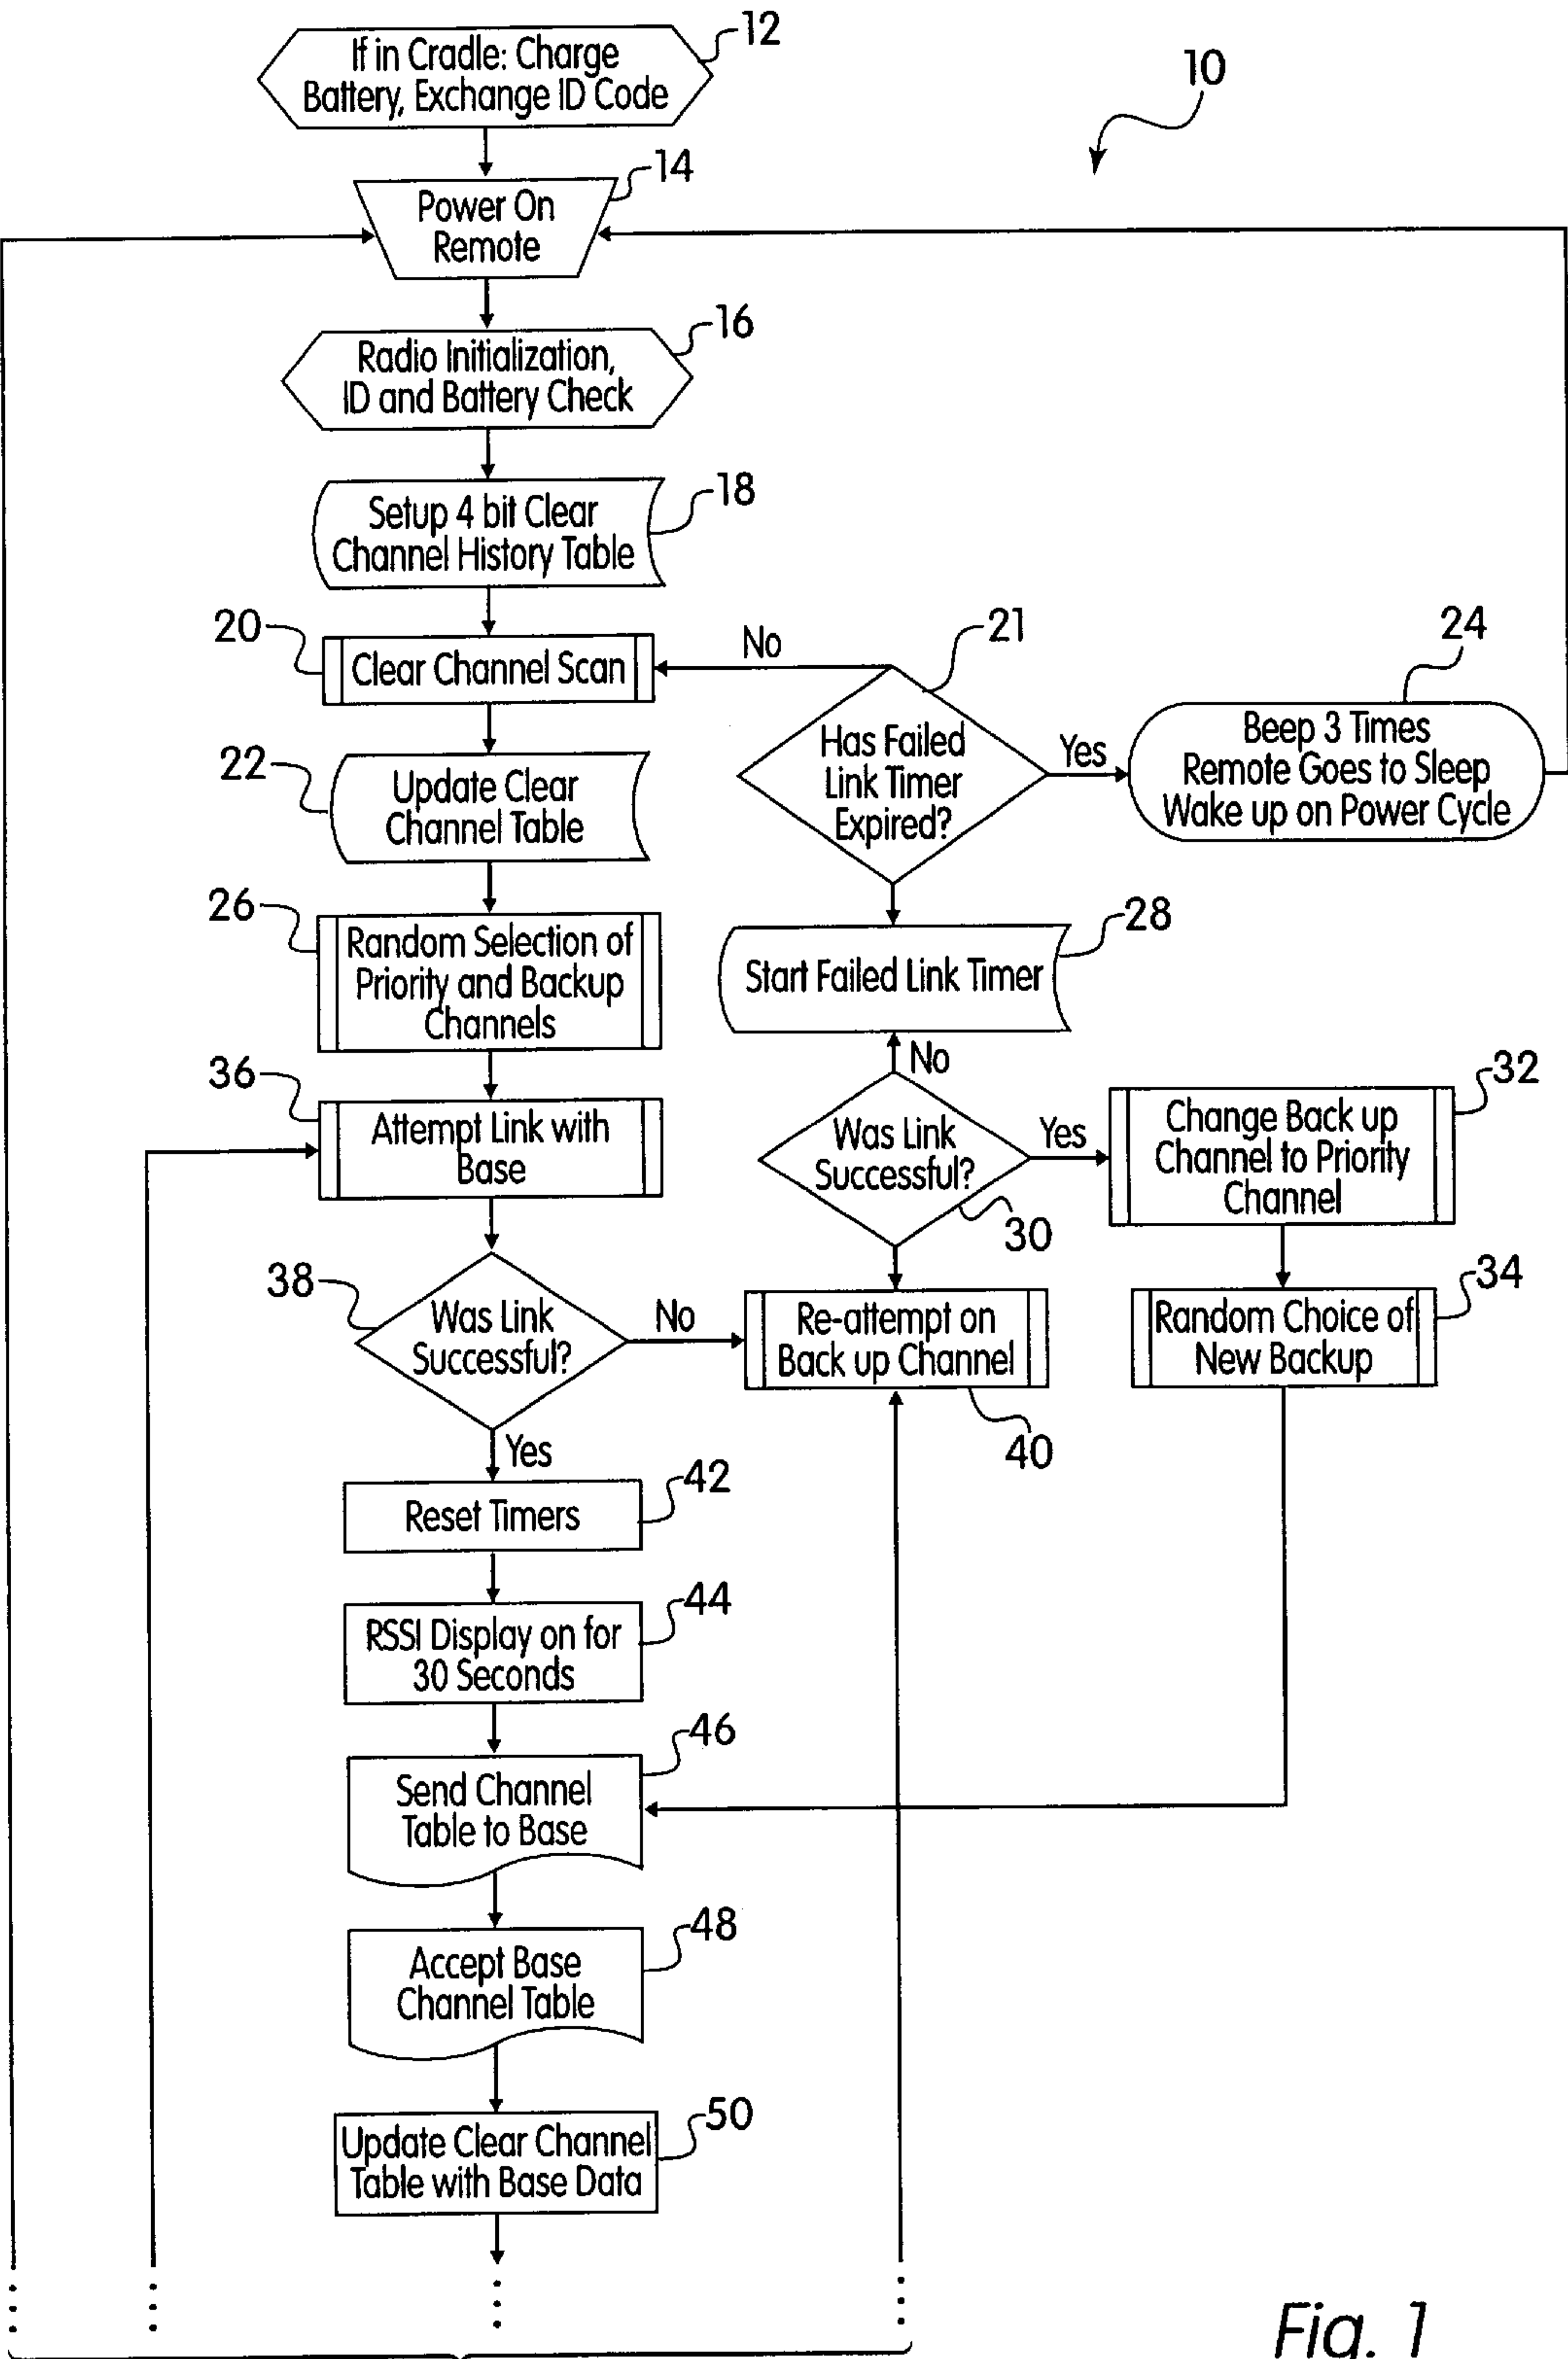 12
If in Cradle: Charge
Battery, Exchange ID Code
10
14
Power On
Remote
16
Radio Initialization,
ID and Battery Check
18
Setup 4 bit Clear
Channel History Table
20
Clear Channel Scan
No
21
24
Has Failed
Link Timer
Expired?
Yes
Beep 3 Times
Remote Goes to Sleep
Wake up on Power Cycle
22
Update Clear
Channel Table
26
Random Selection of
Priority and Backup
Channels
28
Start Failed Link Timer
No
36
Attempt Link with
Base
Was Link
Successful?
30
Yes
32
Change Back up
Channel to Priority
Channel
38
Was Link
Successful?
No
Re-attempt on
Back up Channel
40
34
Random Choice of
New Backup
Yes
42
Reset Timers
44
RSSI Display on for
30 Seconds
46
Send Channel
Table to Base
48
Accept Base
Channel Table
50
Update Clear Channel
Table with Base Data
Fig. 1